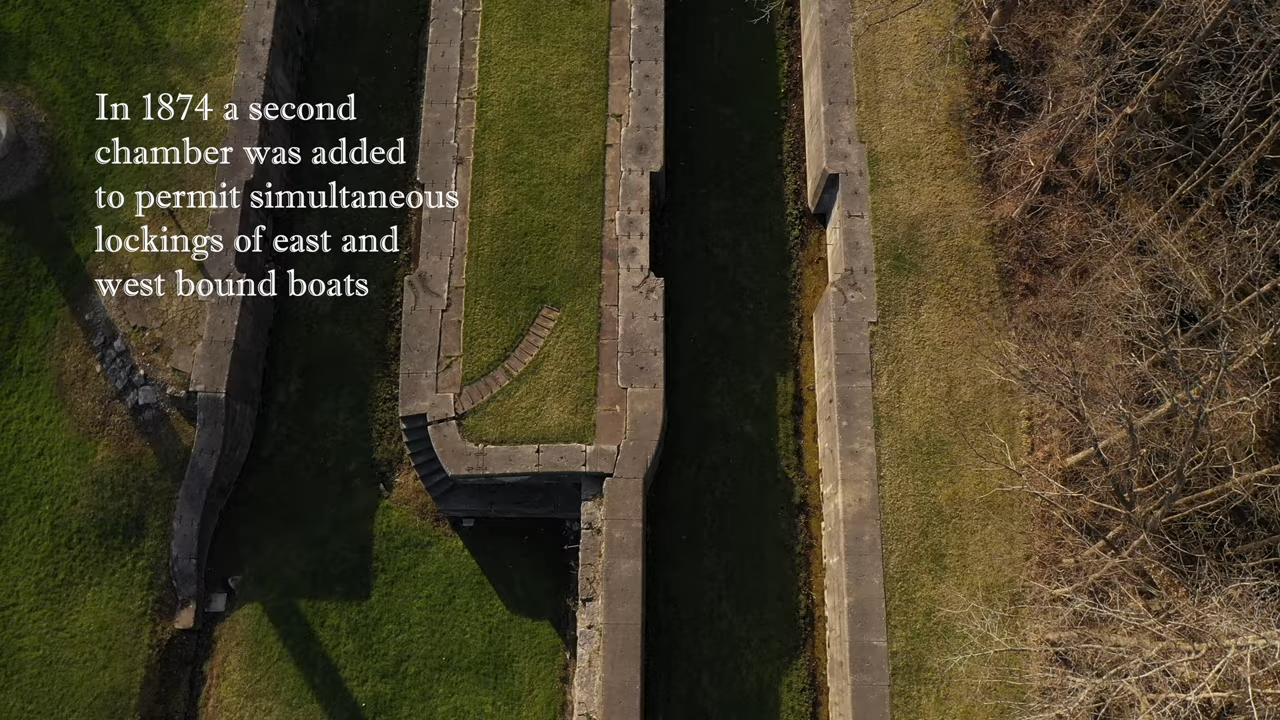 In 1874 a second
chamber was added
to permit simultaneous
lockings of east and
west bound boats